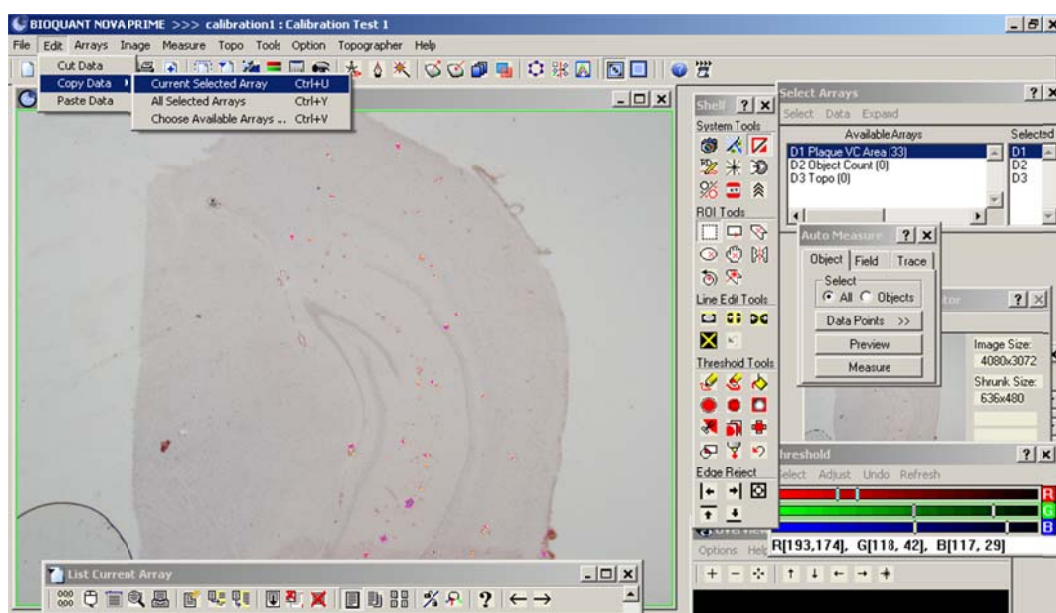 BIOQUANT NOVA PRIME >>> calibration1 : Calibration Test 1
File Edit Arrays Image Measure Topo Tools Option Topographer Help
Cut Data
Copy Data
Paste Data
Current Selected Array Ctrl+U
All Selected Arrays Ctrl+Y
Choose Available Arrays ... Ctrl+V
Shelf
System Tools
ROI Tools
Line Edit Tools
Threshold Tools
Edge Reject
Select Arrays
Select Data Expand
Available Arrays Selected
D1 Plaque VC Area (33) D1
D2 Object Count (0) D2
D3 Topo (0) D3
Auto Measure
Object Field Trace
Select
All Objects
Data Points >>
Preview
Measure
Image Size:
4080x3072
Shrunk Size:
636x480
Threshold
Select Adjust Undo Refresh
R
G
B
R[193,174], G[118, 42], B[117, 29]
Options Help
List Current Array